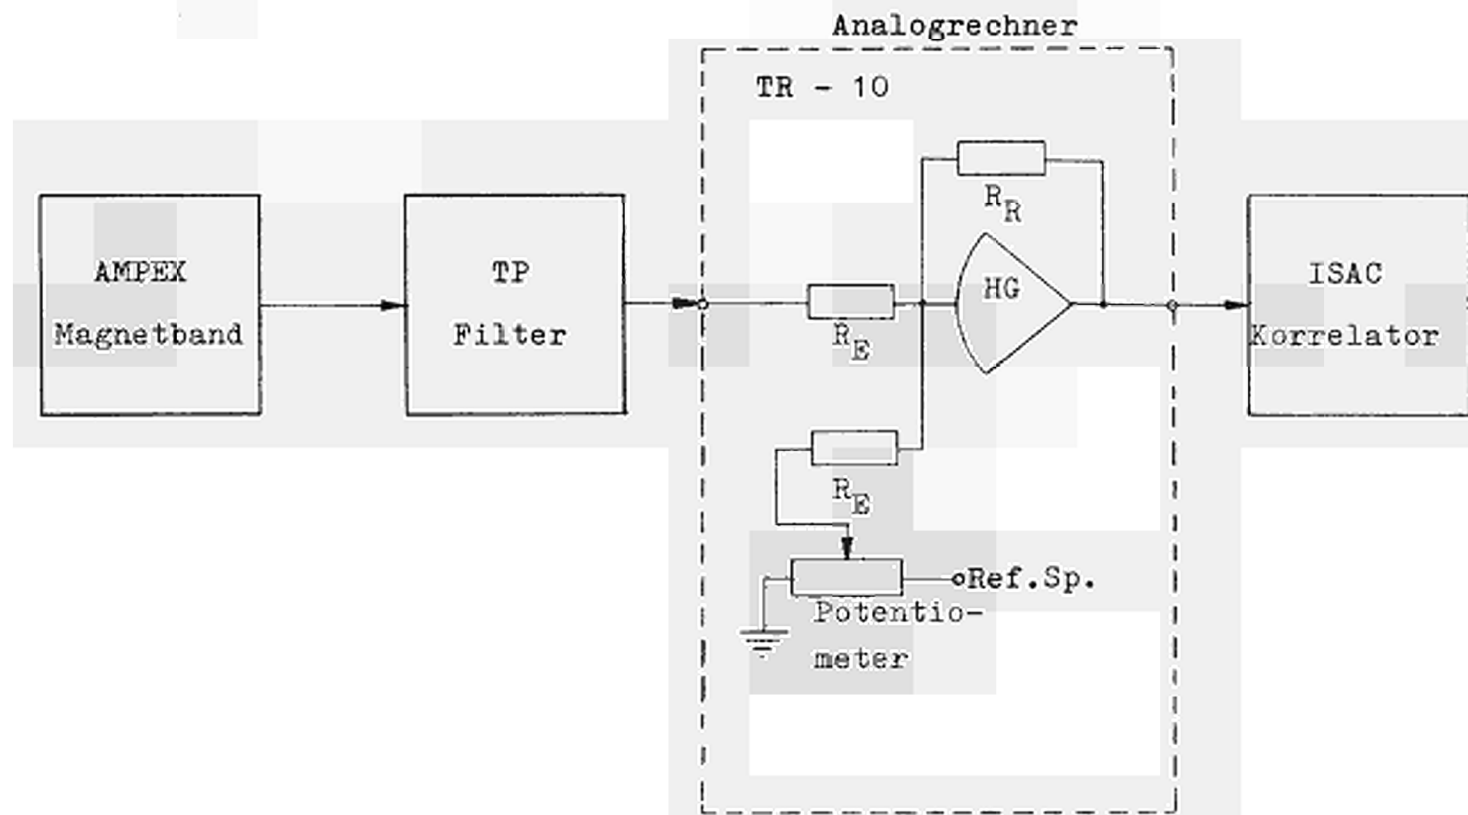 Analogrechner
TR - 10
AMPEX
Magnetband
TP
Filter
R_R
HG
R_E
ISAC
Korrelator
R_E
Ref.Sp.
Potentio-
meter